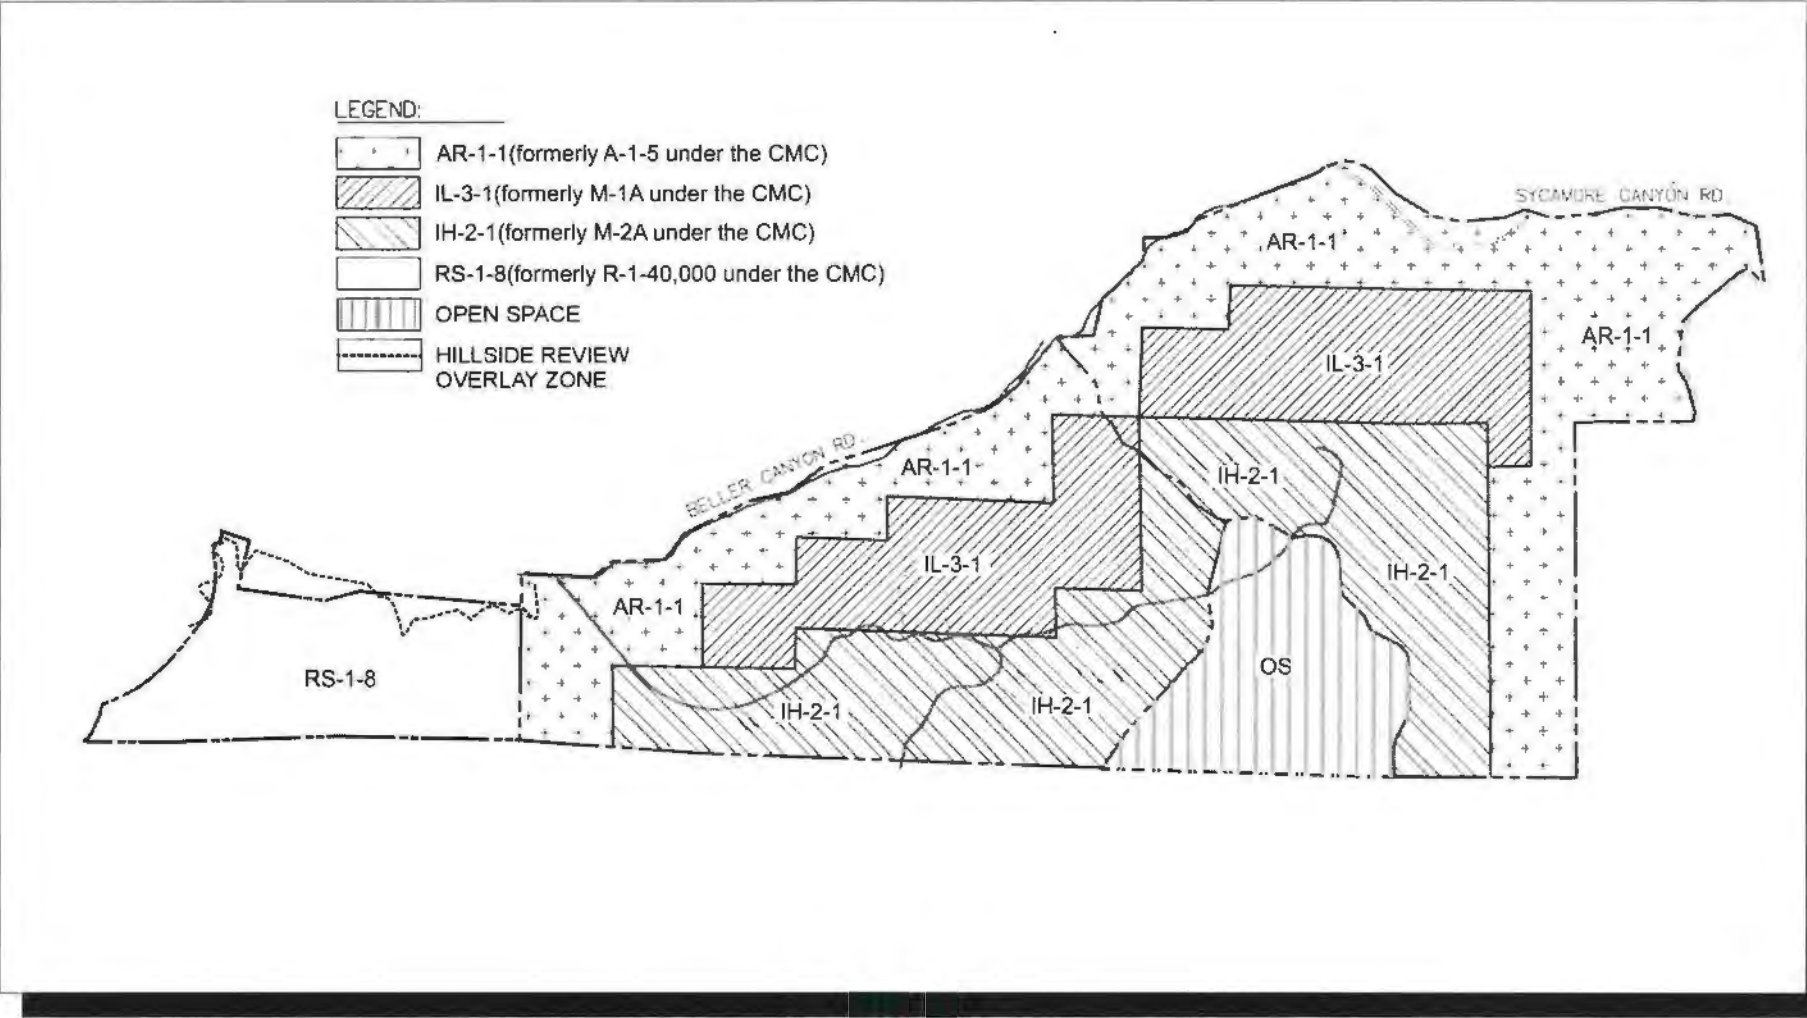 LEGEND:
AR-1-1(formerly A-1-5 under the CMC)
IL-3-1(formerly M-1A under the CMC)
IH-2-1(formerly M-2A under the CMC)
RS-1-8(formerly R-1-40,000 under the CMC)
OPEN SPACE
HILLSIDE REVIEW
OVERLAY ZONE
SYCAMORE CANYON RD.
AR-1-1
AR-1-1
IL-3-1
BELLER CANYON RD.
AR-1-1
IH-2-1
IL-3-1
IH-2-1
AR-1-1
OS
RS-1-8
IH-2-1
IH-2-1